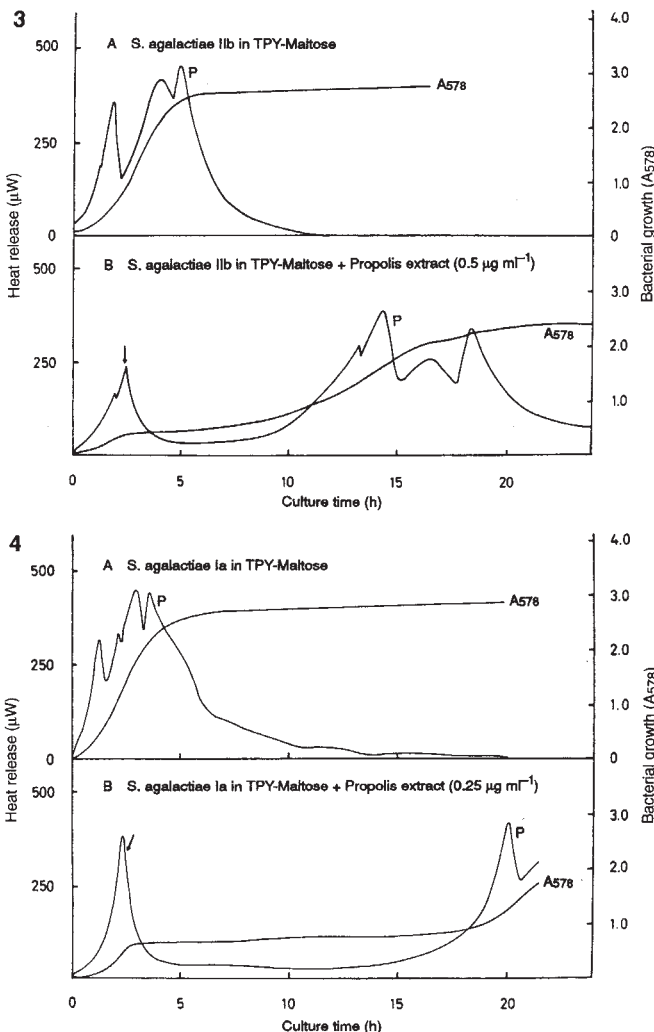 3
A S. agalactiae IIb in TPY-Maltose
500
250
0
4.0
3.0
2.0
1.0
0
P
A578
Heat release (μW)
Bacterial growth (A578)
B S. agalactiae IIb in TPY-Maltose + Propolis extract (0.5 μg ml⁻¹)
500
250
3.0
2.0
1.0
P
A578
0 5 10 15 20
Culture time (h)
4
A S. agalactiae Ia in TPY-Maltose
500
250
0
4.0
3.0
2.0
1.0
0
P
A578
Heat release (μW)
Bacterial growth (A578)
B S. agalactiae Ia in TPY-Maltose + Propolis extract (0.25 μg ml⁻¹)
500
250
3.0
2.0
1.0
P
A578
0 5 10 15 20
Culture time (h)